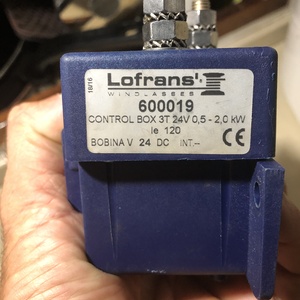 18/16
Lofrans'
WINDLASSES
600019
CONTROL BOX 3T 24V 0,5 - 2,0 kW
Ie 120
BOBINA V 24 DC INT.–
CE